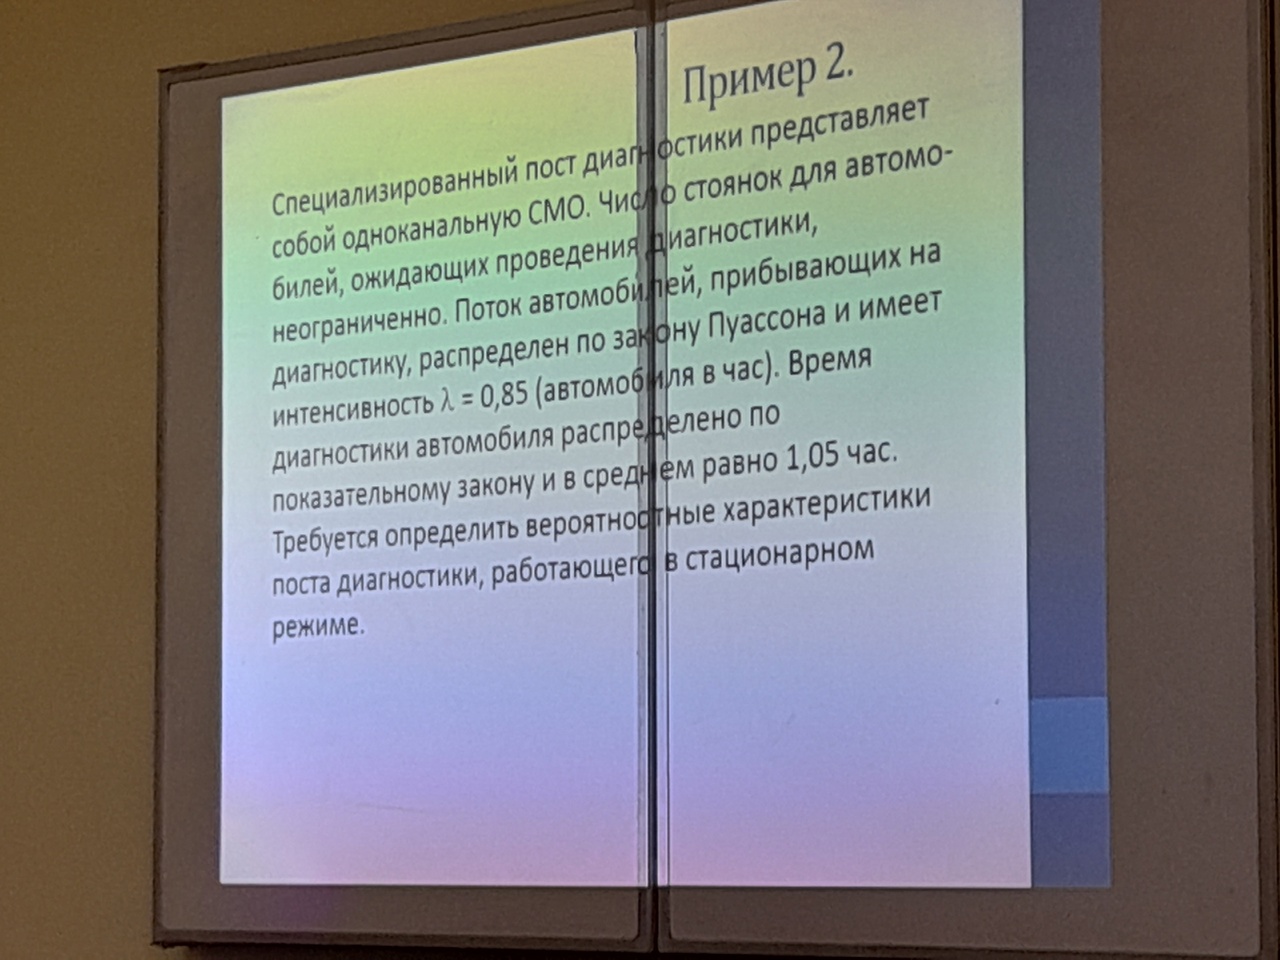 Пример 2.
Специализированный пост диагностики представляет
собой одноканальную СМО. Число стоянок для автомо-
билей, ожидающих проведения диагностики,
неограниченно. Поток автомобилей, прибывающих на
диагностику, распределен по закону Пуассона и имеет
интенсивность λ = 0,85 (автомобиля в час). Время
диагностики автомобиля распределено по
показательному закону и в среднем равно 1,05 час.
Требуется определить вероятностные характеристики
поста диагностики, работающего в стационарном
режиме.